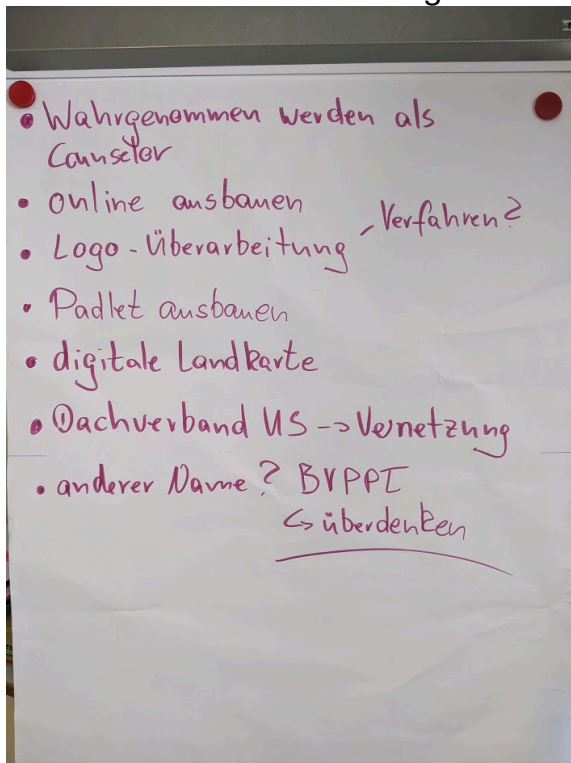 • Wahrgenommen werden als
Counselor
• online ausbauen
• Logo-Überarbeitung, Verfahren?
• Padlet ausbauen
• digitale Landkarte
• Dachverband US -> Vernetzung
• anderer Name? BVPPT
↳ überdenken